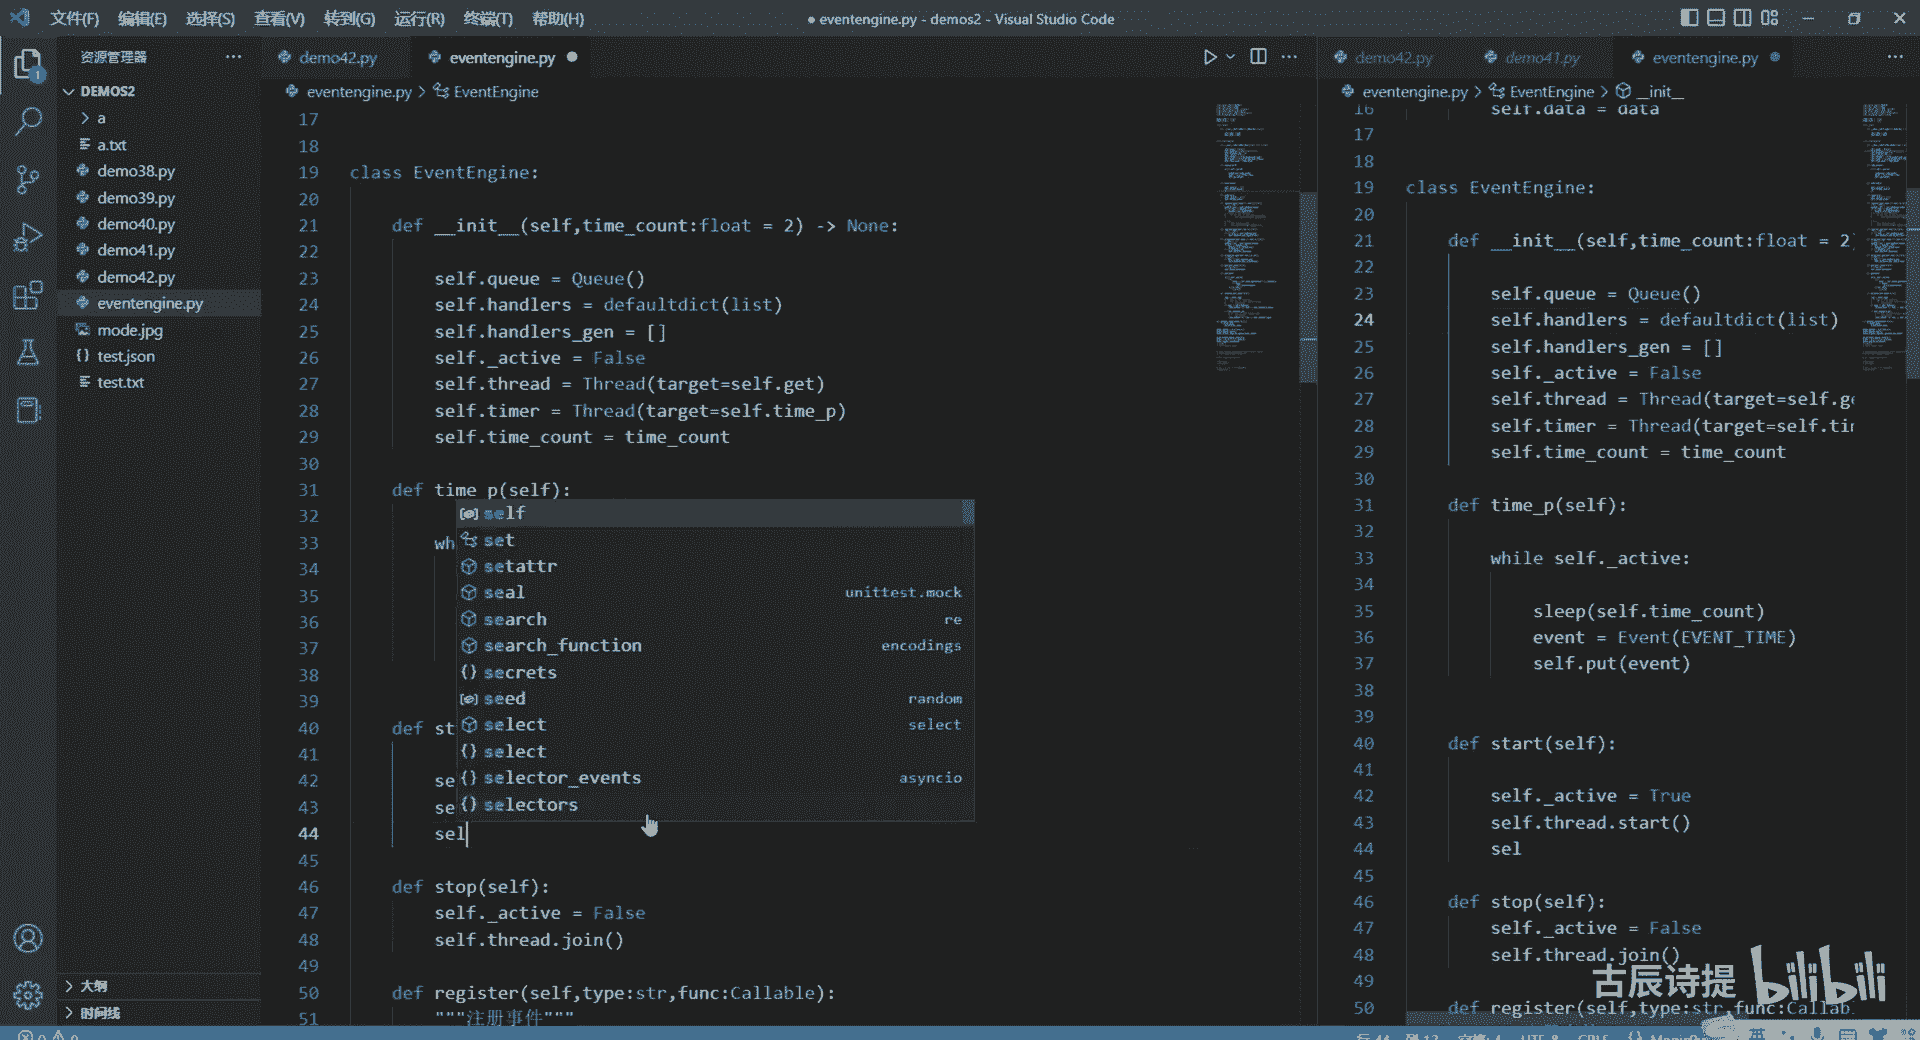 文件(F) 编辑(E) 选择(S) 查看(V) 转到(G) 运行(R) 终端(T) 帮助(H)
● eventengine.py - demos2 - Visual Studio Code
资源管理器 ···
DEMOS2
a
a.txt
demo38.py
demo39.py
demo40.py
demo41.py
demo42.py
eventengine.py
mode.jpg
{} test.json
test.txt
大纲
时间线
1
demo42.py eventengine.py ●
eventengine.py > EventEngine
17
18
19 class EventEngine:
20
21 def __init__(self,time_count:float = 2) -> None:
22
23 self.queue = Queue()
24 self.handlers = defaultdict(list)
25 self.handlers_gen = []
26 self._active = False
27 self.thread = Thread(target=self.get)
28 self.timer = Thread(target=self.time_p)
29 self.time_count = time_count
30
31 def time_p(self):
32
33 wh
34
35
36
37
38
39
40 def st
41
42 se
43 se
44 sel
45
46 def stop(self):
47 self._active = False
48 self.thread.join()
49
50 def register(self,type:str,func:Callable):
51 """注册事件"""
self
set
setattr
seal unittest.mock
search re
search_function encodings
{} secrets
seed random
select select
{} select
{} selector_events asyncio
{} selectors
demo42.py demo41.py eventengine.py ●
eventengine.py > EventEngine > __init__
16 self.data = data
17
18
19 class EventEngine:
20
21 def __init__(self,time_count:float = 2)
22
23 self.queue = Queue()
24 self.handlers = defaultdict(list)
25 self.handlers_gen = []
26 self._active = False
27 self.thread = Thread(target=self.ge
28 self.timer = Thread(target=self.tim
29 self.time_count = time_count
30
31 def time_p(self):
32
33 while self._active:
34
35 sleep(self.time_count)
36 event = Event(EVENT_TIME)
37 self.put(event)
38
39
40 def start(self):
41
42 self._active = True
43 self.thread.start()
44 sel
45
46 def stop(self):
47 self._active = False
48 self.thread.join()
49
50 def register(self,type:str,func:Callab
古辰诗提 bilibili